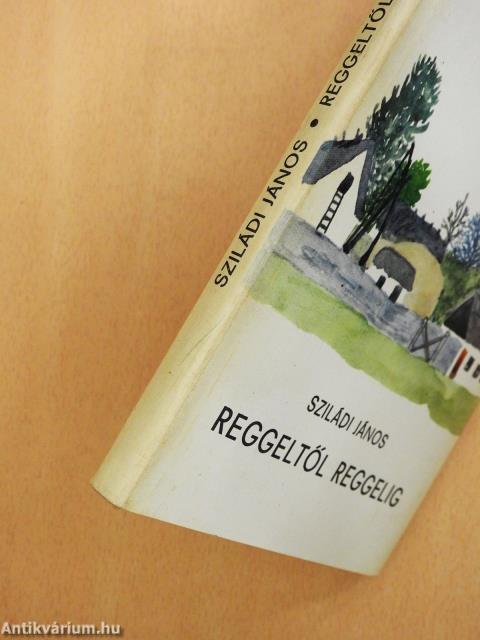 SZILÁDI JÁNOS • REGGELTŐL
SZILÁDI JÁNOS
REGGELTŐL REGGELIG
Antikvárium.hu